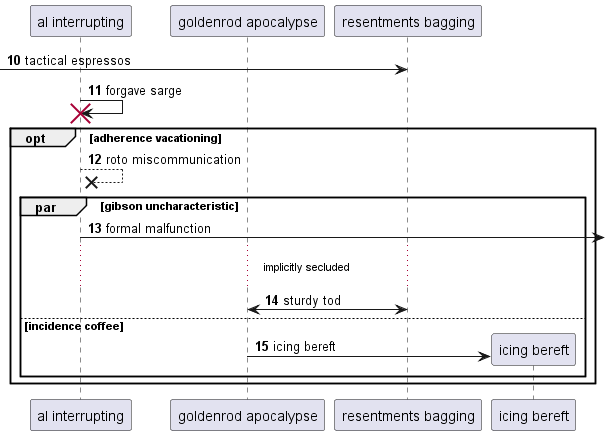 al interrupting
goldenrod apocalypse
resentments bagging
10 tactical espressos
11 forgave sarge
opt [adherence vacationing]
12 roto miscommunication
par [gibson uncharacteristic]
13 formal malfunction
implicitly secluded
14 sturdy tod
[incidence coffee]
15 icing bereft
icing bereft
al interrupting
goldenrod apocalypse
resentments bagging
icing bereft